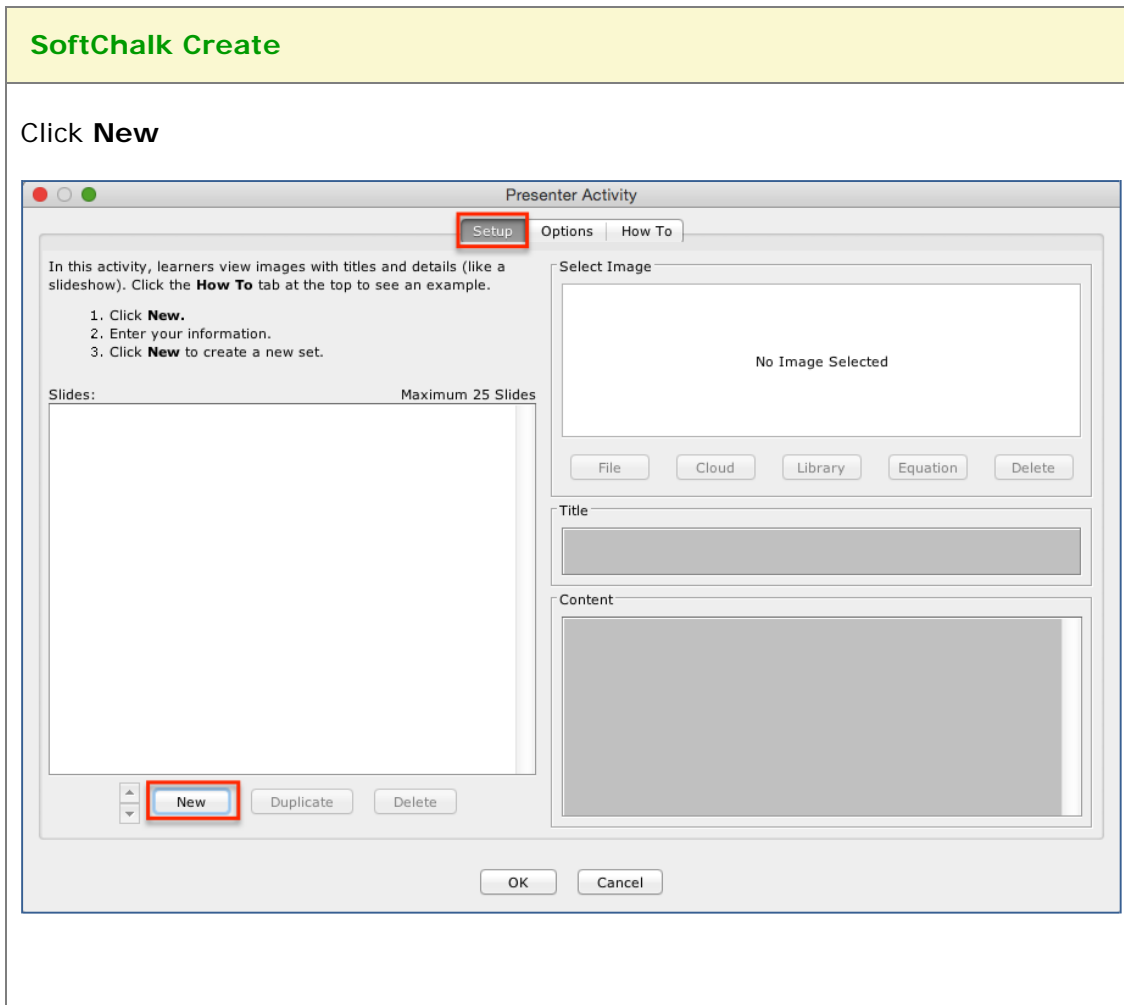 SoftChalk Create
Click New
Presenter Activity
Setup Options How To
In this activity, learners view images with titles and details (like a
slideshow). Click the How To tab at the top to see an example.
1. Click New.
2. Enter your information.
3. Click New to create a new set.
Slides: Maximum 25 Slides
New Duplicate Delete
Select Image
No Image Selected
File Cloud Library Equation Delete
Title
Content
OK Cancel